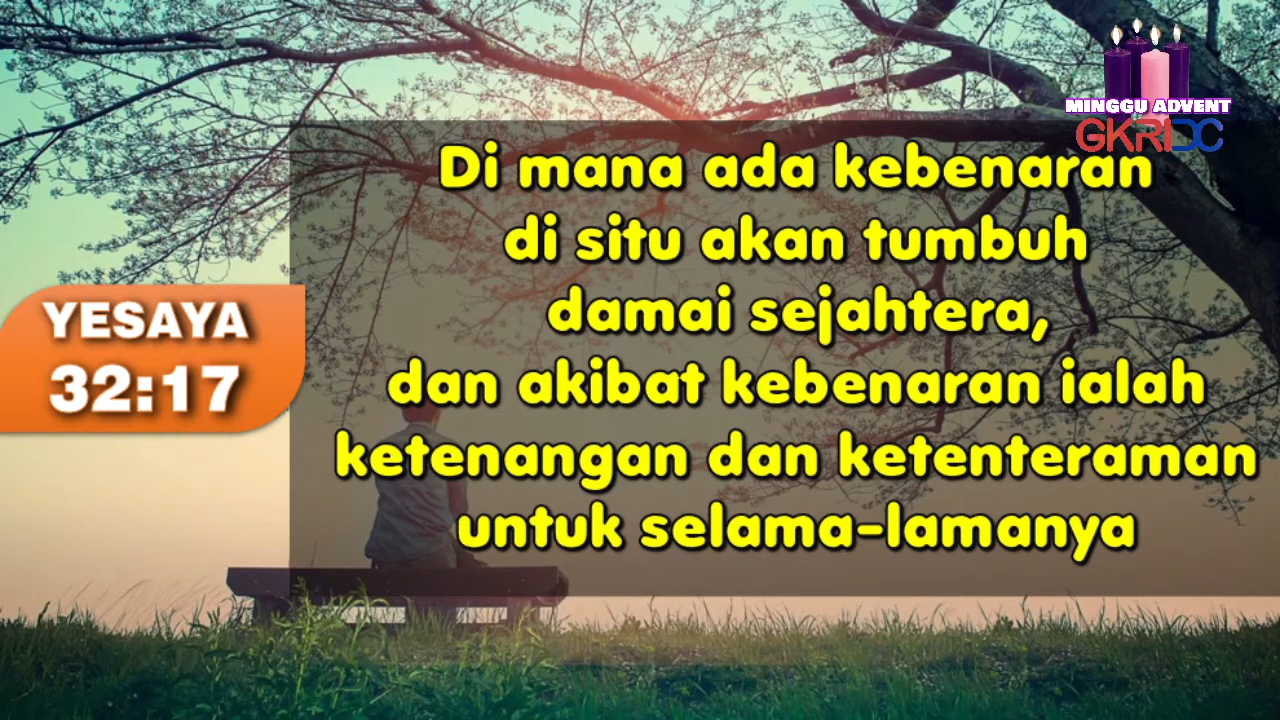 MINGGU ADVENT
GKRIDC
Di mana ada kebenaran
di situ akan tumbuh
damai sejahtera,
dan akibat kebenaran ialah
ketenangan dan ketenteraman
untuk selama-lamanya
YESAYA
32:17